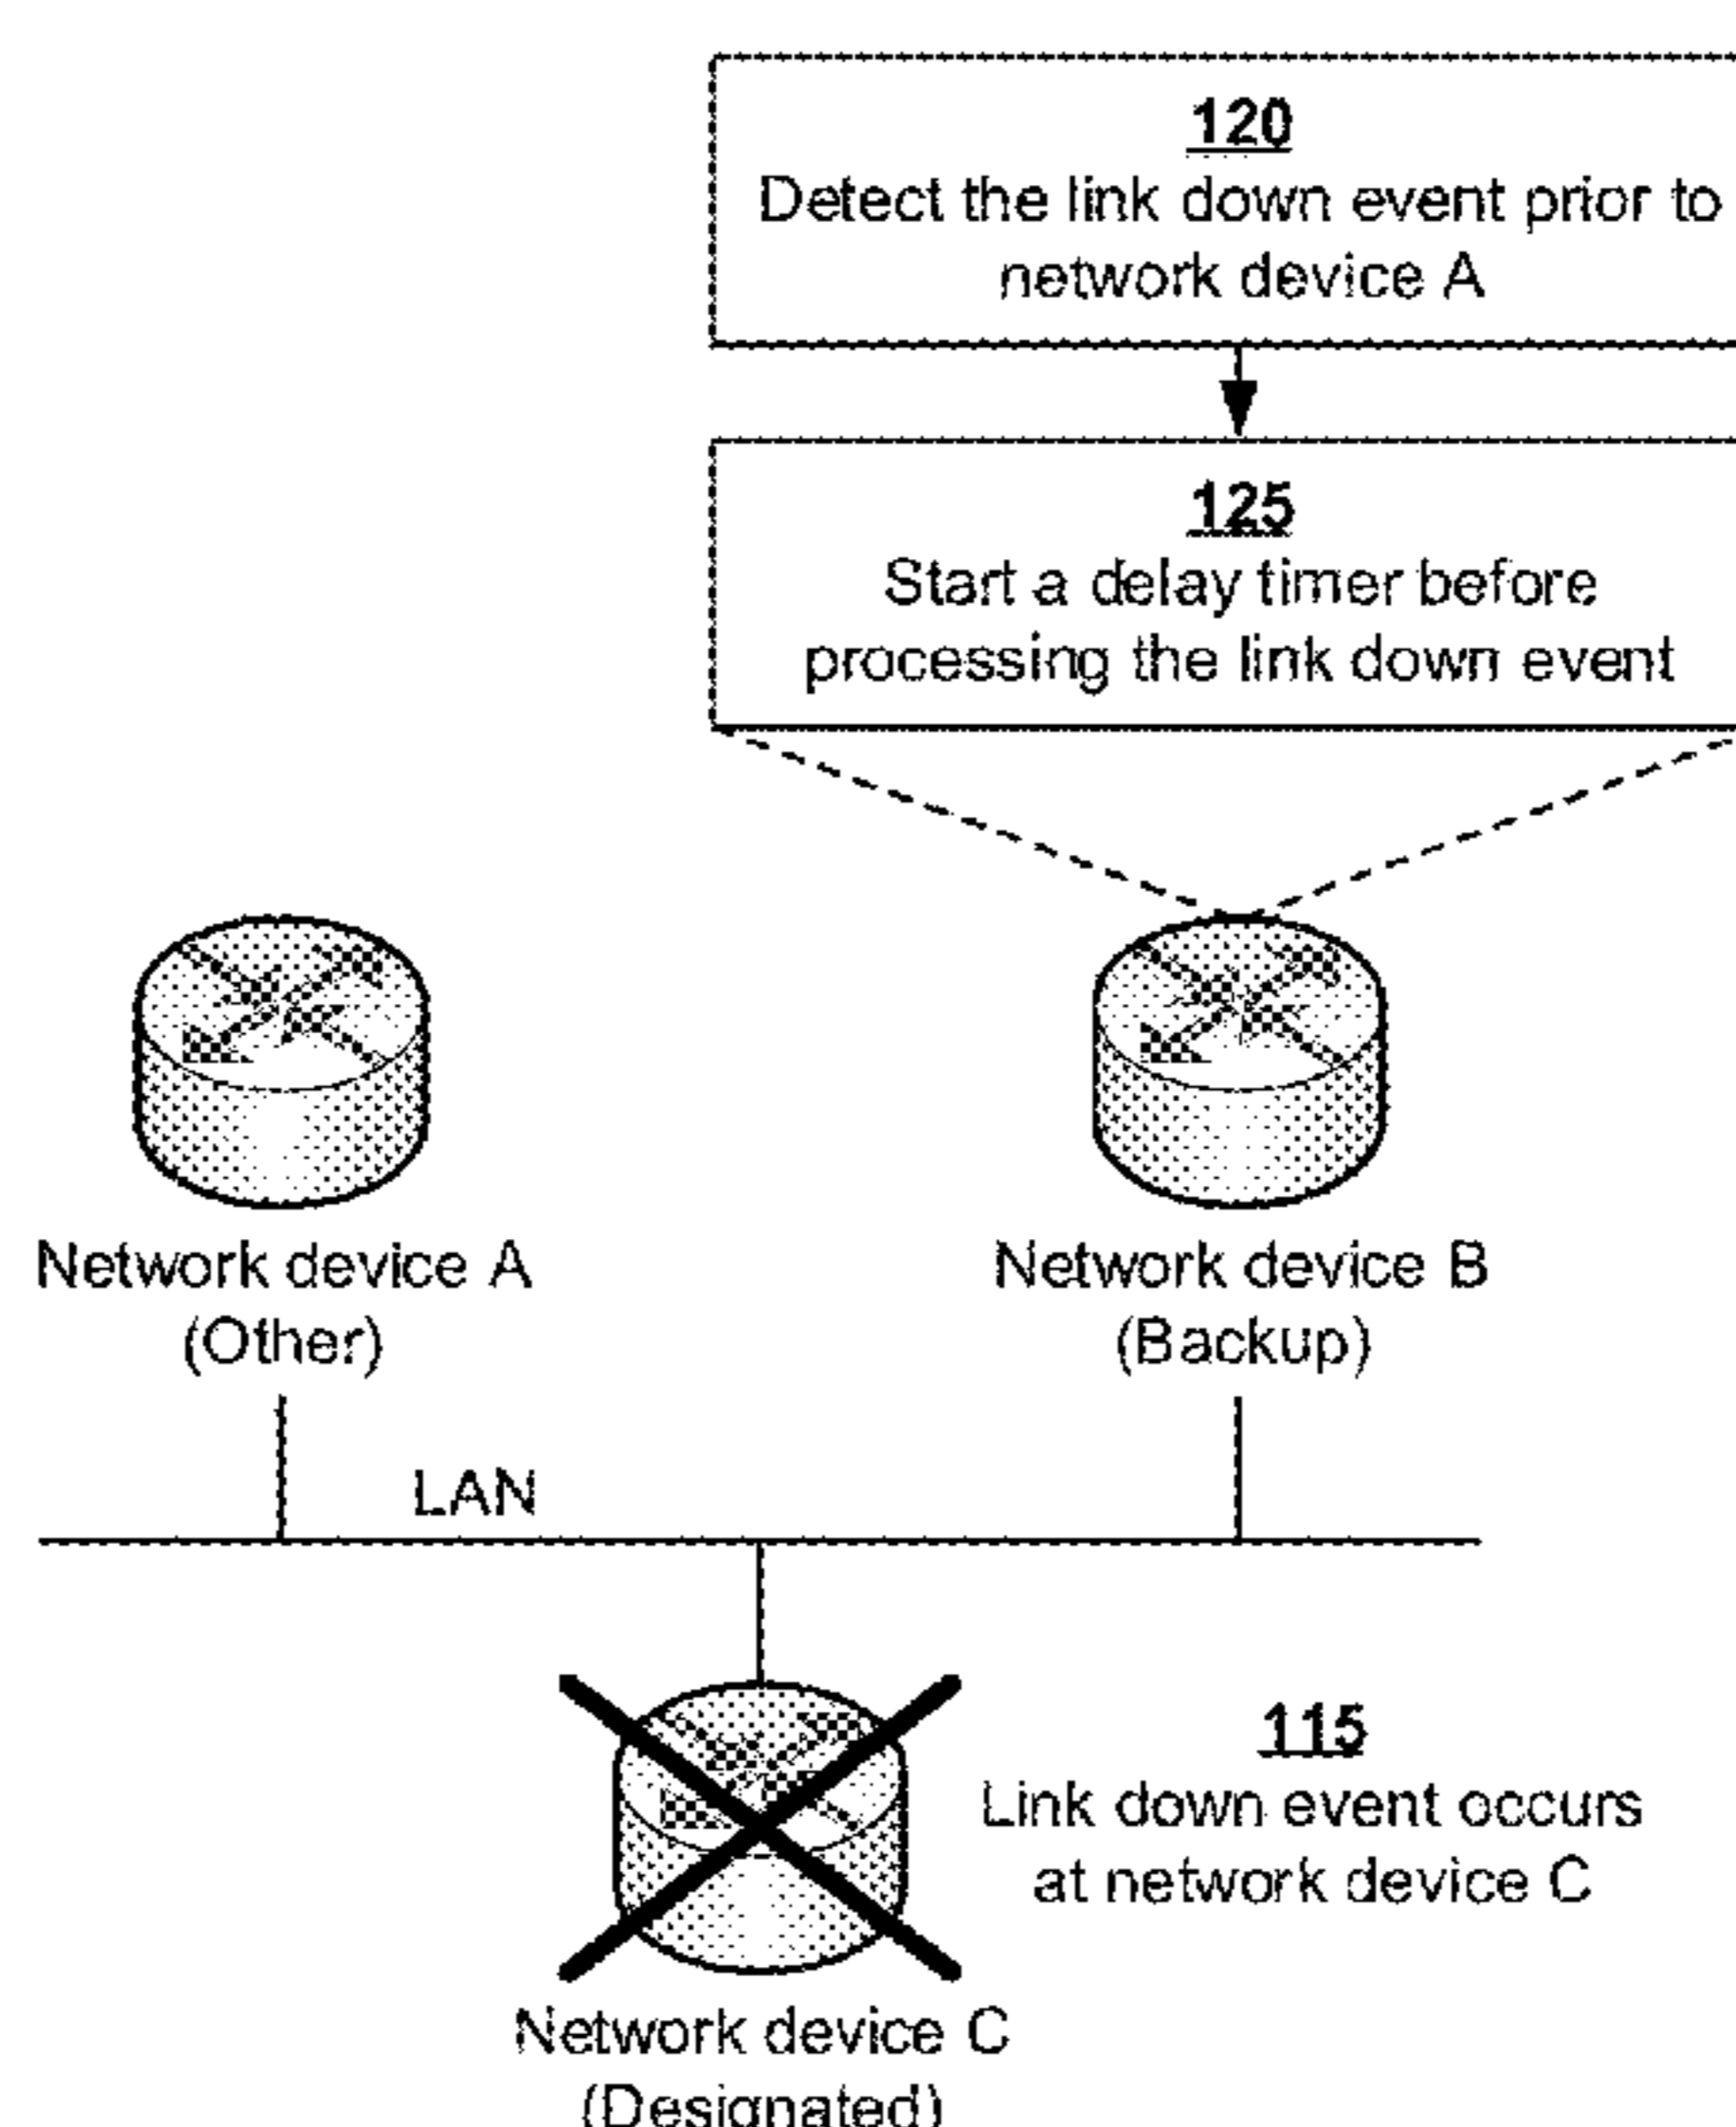 120
Detect the link down event prior to
network device A
125
Start a delay timer before
processing the link down event
Network device A
(Other)
Network device B
(Backup)
LAN
115
Link down event occurs
at network device C
Network device C
(Designated)